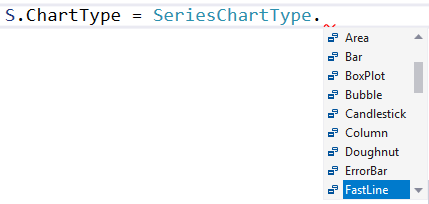 S.ChartType = SeriesChartType.
Area
Bar
BoxPlot
Bubble
Candlestick
Column
Doughnut
ErrorBar
FastLine